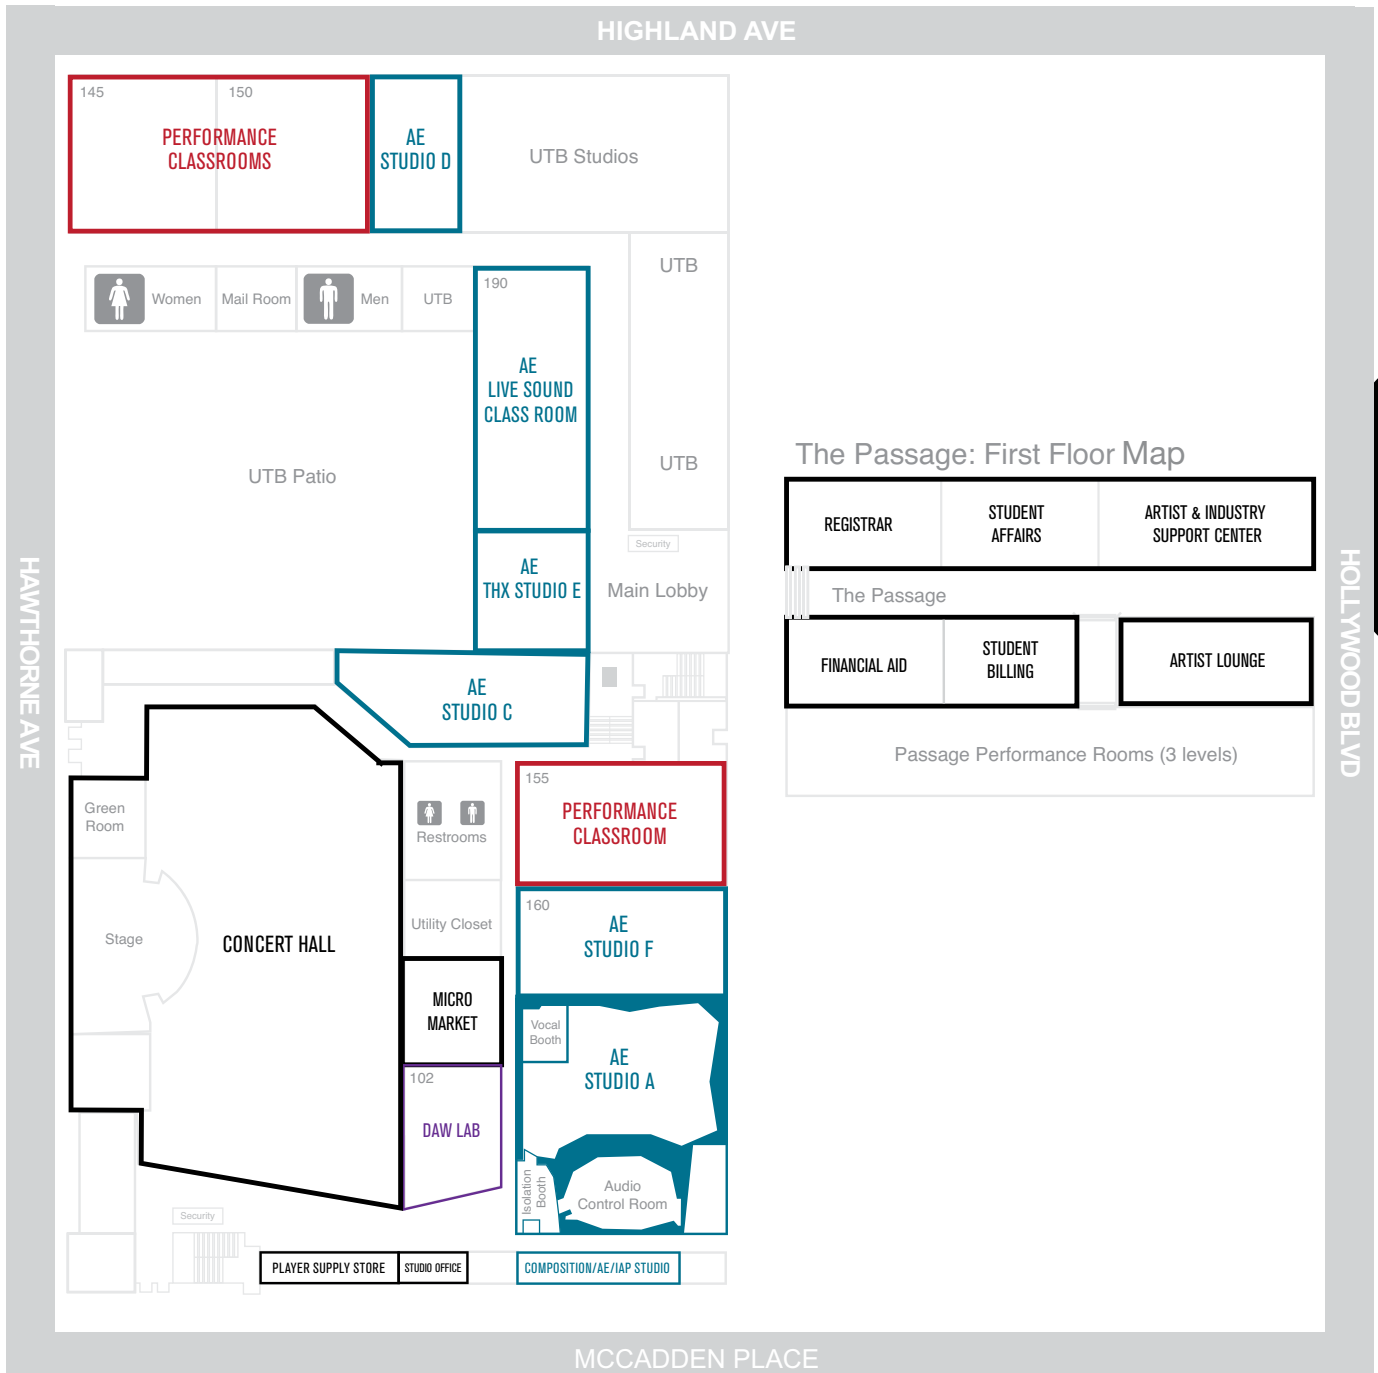 HIGHLAND AVE
145
150
PERFORMANCE
CLASSROOMS
AE
STUDIO D
UTB Studios
Women
Mail Room
Men
UTB
190
AE
LIVE SOUND
CLASS ROOM
UTB
UTB
UTB Patio
AE
THX STUDIO E
Security
Main Lobby
AE
STUDIO C
HAWTHORNE AVE
The Passage: First Floor Map
REGISTRAR
STUDENT
AFFAIRS
ARTIST & INDUSTRY
SUPPORT CENTER
The Passage
FINANCIAL AID
STUDENT
BILLING
ARTIST LOUNGE
Passage Performance Rooms (3 levels)
HOLLYWOOD BLVD
Green
Room
Stage
CONCERT HALL
Restrooms
Utility Closet
MICRO
MARKET
102
DAW LAB
155
PERFORMANCE
CLASSROOM
160
AE
STUDIO F
Vocal
Booth
AE
STUDIO A
Isolation
Booth
Audio
Control Room
Security
PLAYER SUPPLY STORE
STUDIO OFFICE
COMPOSITION/AE/IAP STUDIO
MCCADDEN PLACE